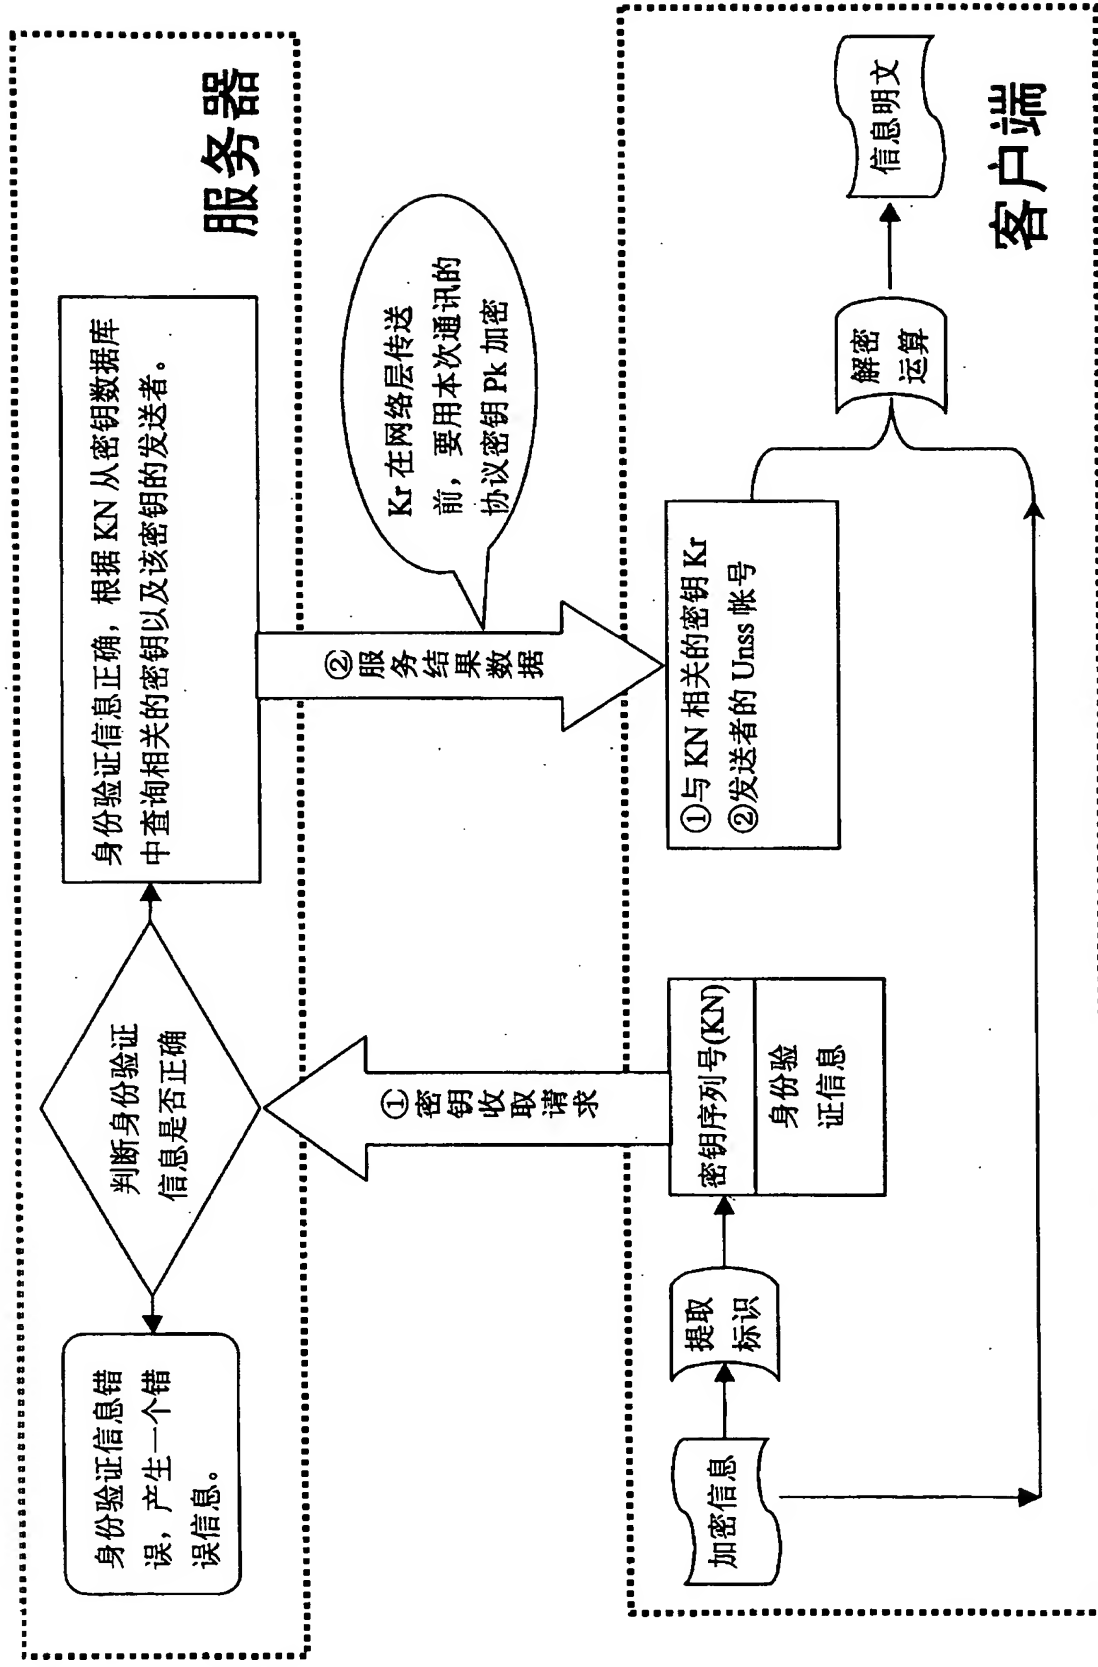 服务器
身份验证信息错
误，产生一个错
误信息。
判断身份验证
信息是否正确
身份验证信息正确，根据 KN 从密钥数据库
中查询相关的密钥以及该密钥的发送者。
①密钥收取请求
②服务结果数据
Kr 在网络层传送
前，要用本次通讯的
协议密钥 Pk 加密
加密信息
提取
标识
密钥序列号(KN)
身份验
证信息
①与 KN 相关的密钥 Kr
②发送者的 Unss 帐号
解密
运算
信息明文
客户端